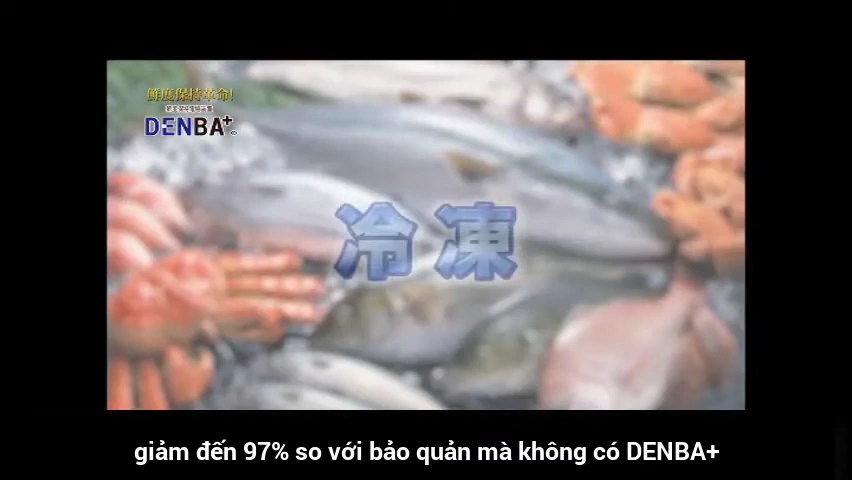 鮮度保持革命!
DENBA+
冷凍
giảm đến 97% so với bảo quản mà không có DENBA+